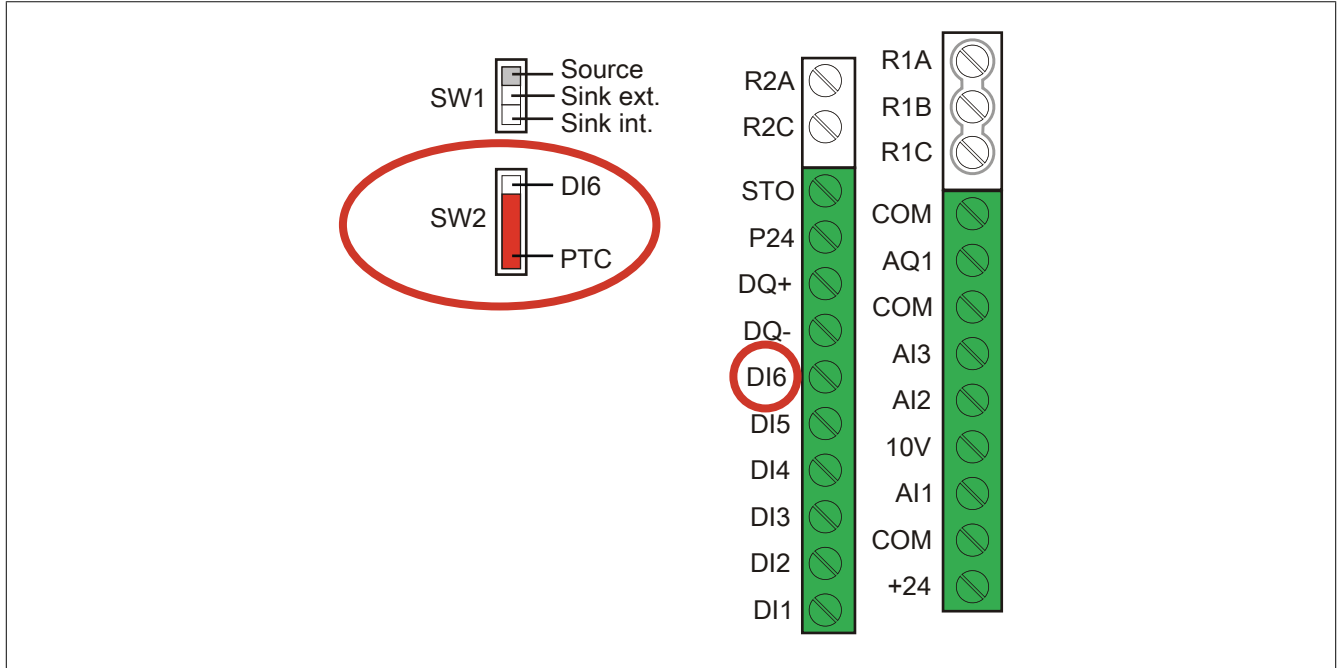 SW1
Source
Sink ext.
Sink int.
SW2
DI6
PTC
R2A
R2C
STO
P24
DQ+
DQ-
DI6
DI5
DI4
DI3
DI2
DI1
R1A
R1B
R1C
COM
AQ1
COM
AI3
AI2
10V
AI1
COM
+24